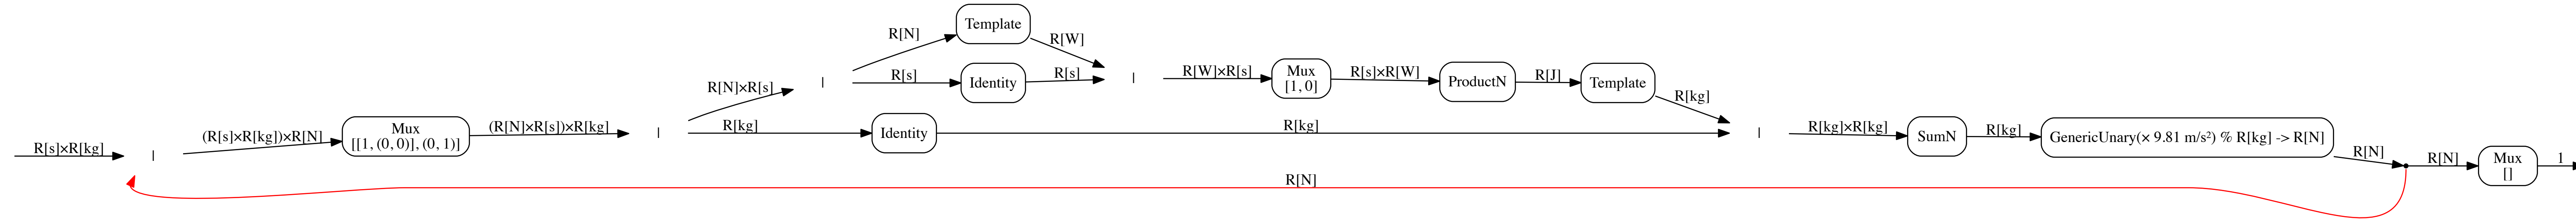 R[s]×R[kg]
|
(R[s]×R[kg])×R[N]
Mux
[[1, (0, 0)], (0, 1)]
(R[N]×R[s])×R[kg]
|
R[N]×R[s]
R[kg]
|
R[N]
R[s]
Template
Identity
Identity
R[W]
R[s]
|
R[W]×R[s]
Mux
[1, 0]
R[s]×R[W]
ProductN
R[J]
Template
R[kg]
R[kg]
|
R[kg]×R[kg]
SumN
R[kg]
GenericUnary(× 9.81 m/s²) % R[kg] -> R[N]
R[N]
R[N]
R[N]
Mux
[]
1